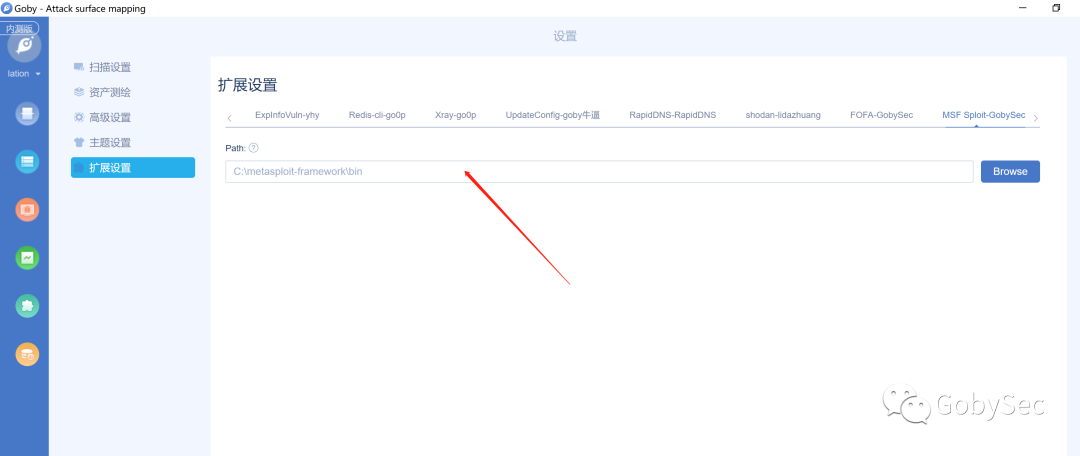 Goby - Attack surface mapping
内测版
lation
设置
扫描设置
资产测绘
高级设置
主题设置
扩展设置
扩展设置
ExpInfoVuln-yhy Redis-cli-go0p Xray-go0p UpdateConfig-goby牛逼 RapidDNS-RapidDNS shodan-lidazhuang FOFA-GobySec MSF Sploit-GobySec
Path: ?
C:\metasploit-framework\bin
Browse
GobySec